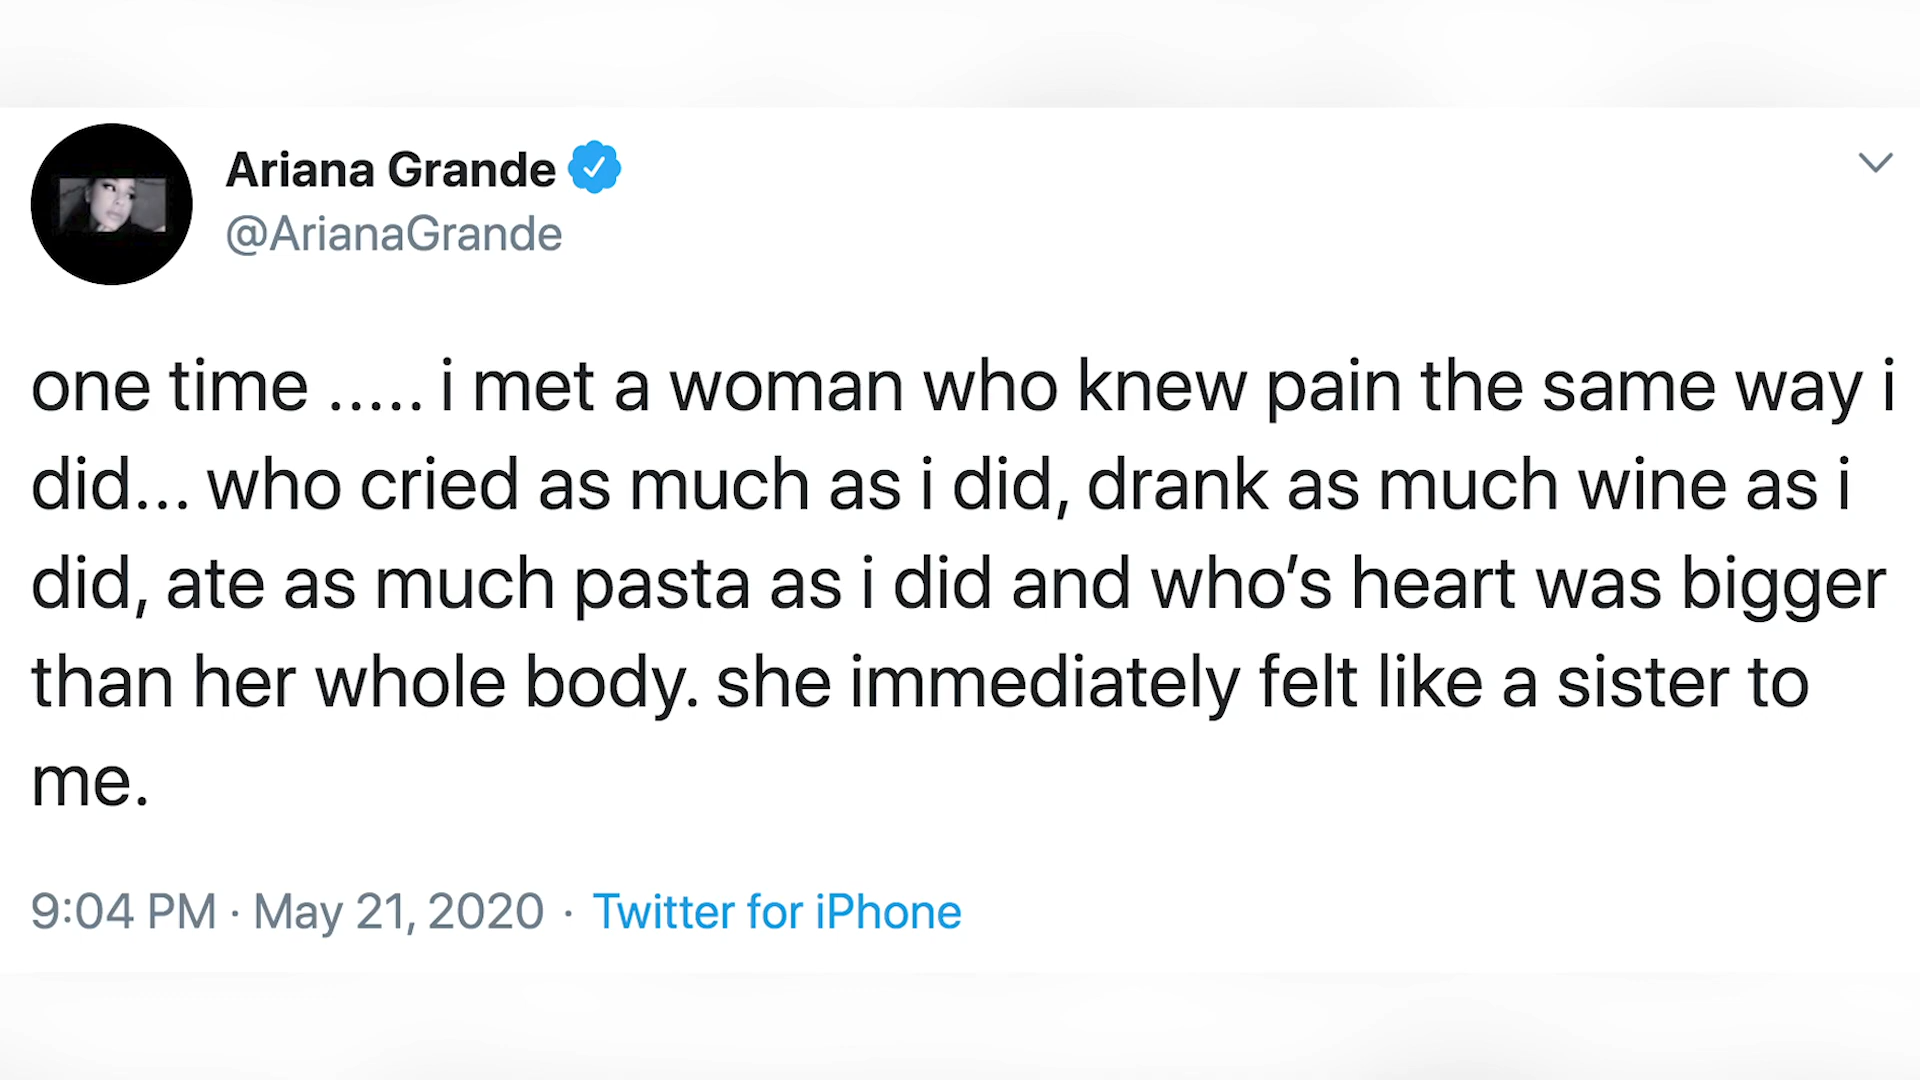 Ariana Grande
@ArianaGrande
one time ..... i met a woman who knew pain the same way i
did... who cried as much as i did, drank as much wine as i
did, ate as much pasta as i did and who’s heart was bigger
than her whole body. she immediately felt like a sister to
me.
9:04 PM · May 21, 2020 · Twitter for iPhone